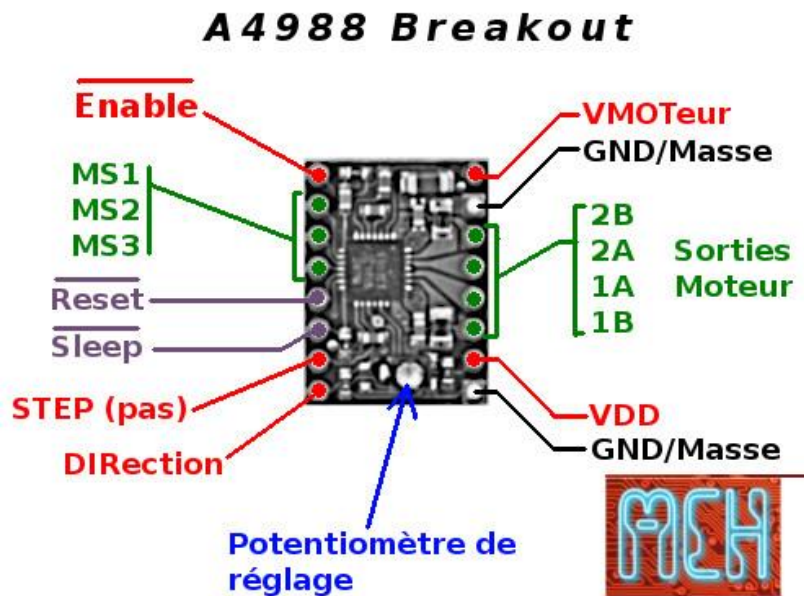 A4988 Breakout
Enable
MS1
MS2
MS3
Reset
Sleep
STEP (pas)
DIRection
VMOTeur
GND/Masse
2B
2A Sorties
1A Moteur
1B
VDD
GND/Masse
Potentiomètre de
réglage
MCH